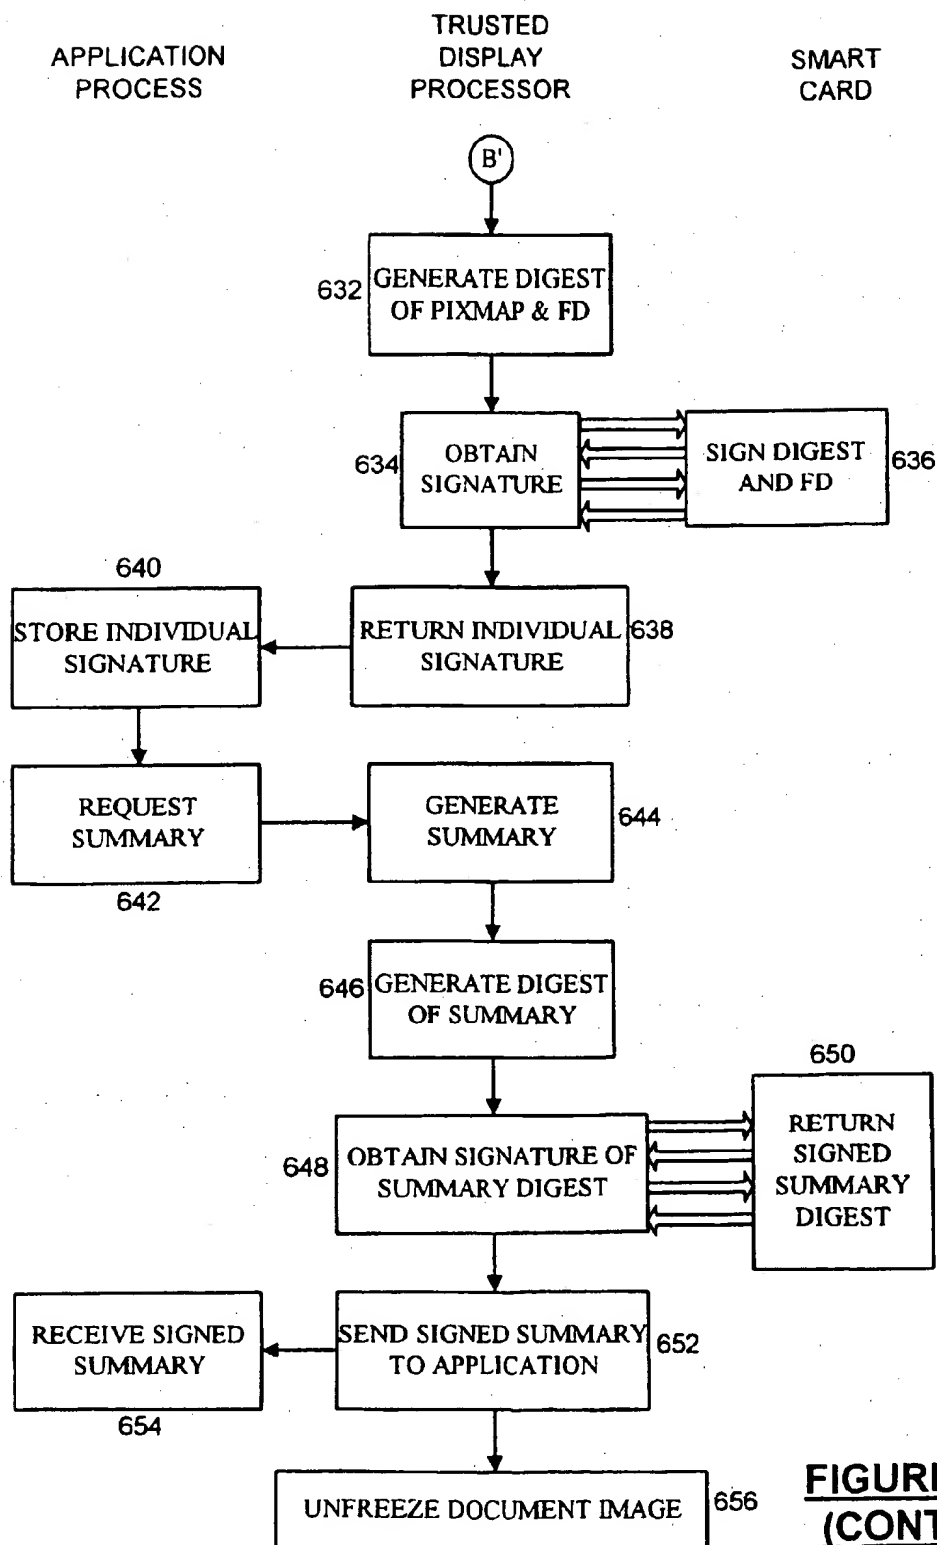 APPLICATION
PROCESS
TRUSTED
DISPLAY
PROCESSOR
SMART
CARD
B'
632
GENERATE DIGEST
OF PIXMAP & FD
634
OBTAIN
SIGNATURE
SIGN DIGEST
AND FD
636
640
STORE INDIVIDUAL
SIGNATURE
RETURN INDIVIDUAL
SIGNATURE
638
REQUEST
SUMMARY
642
GENERATE
SUMMARY
644
646
GENERATE DIGEST
OF SUMMARY
650
648
OBTAIN SIGNATURE OF
SUMMARY DIGEST
RETURN
SIGNED
SUMMARY
DIGEST
RECEIVE SIGNED
SUMMARY
654
SEND SIGNED SUMMARY
TO APPLICATION
652
UNFREEZE DOCUMENT IMAGE
656
(CONT